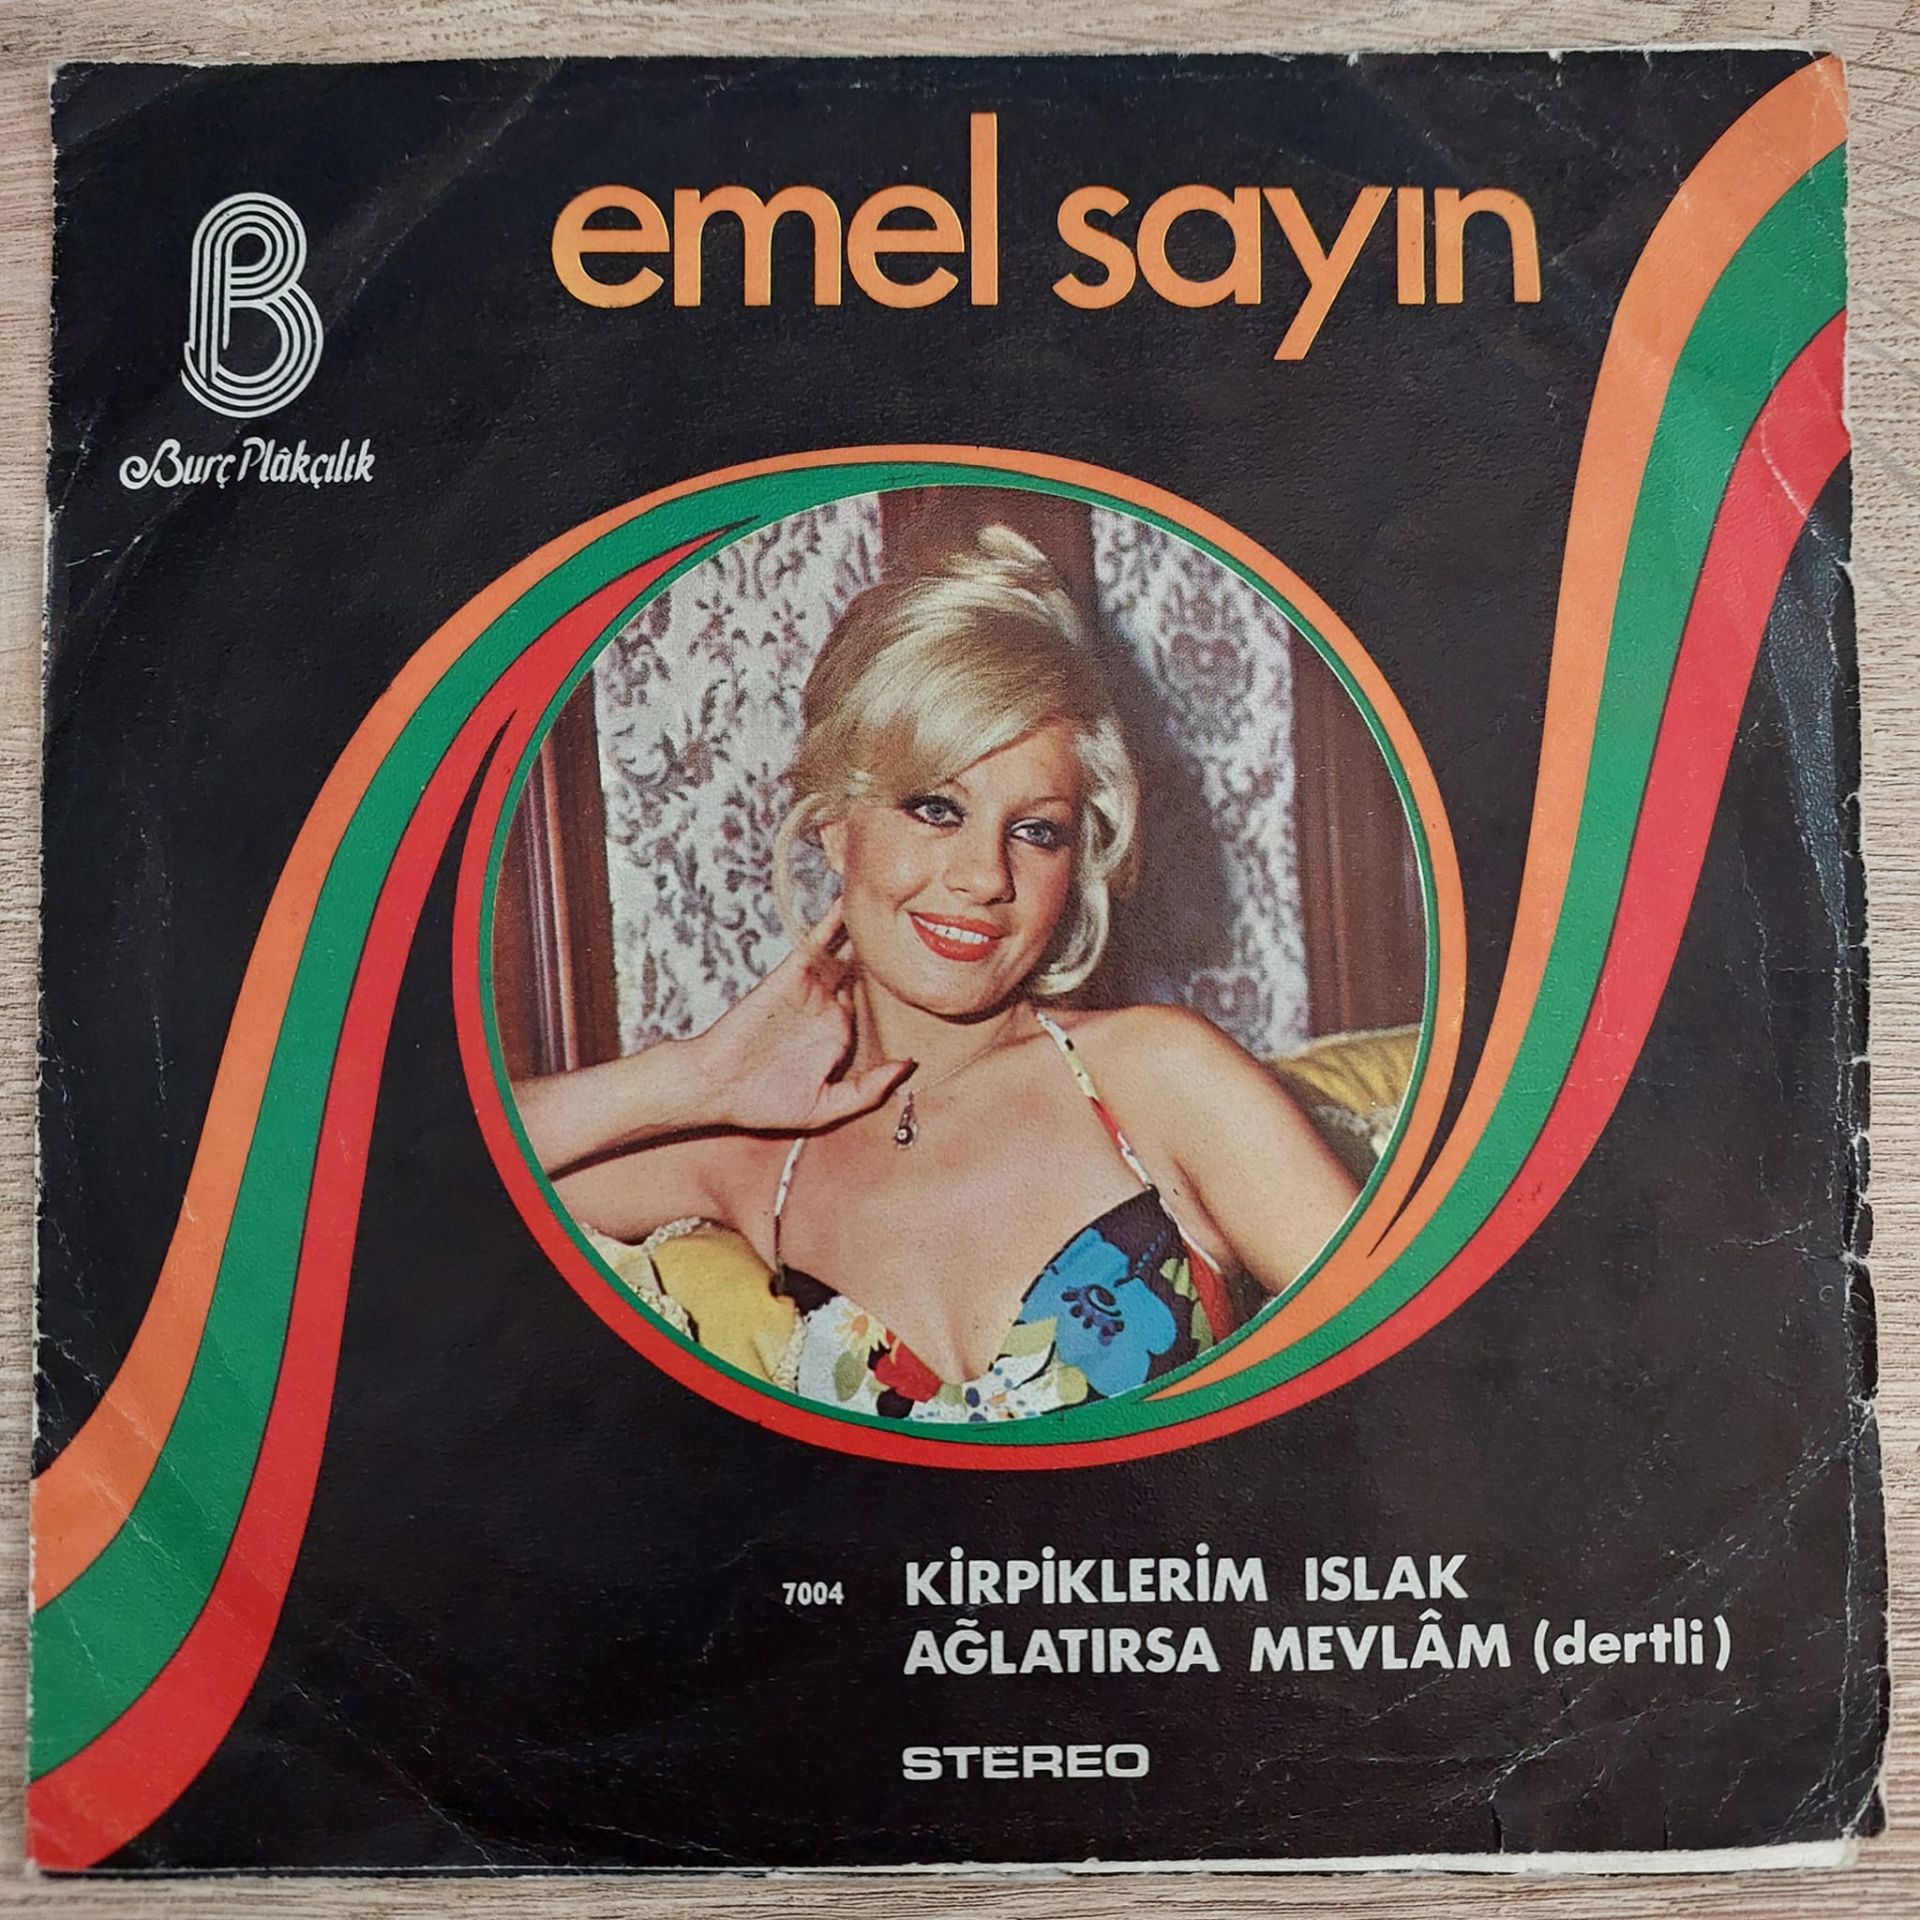 emel sayın
B
Burç Plâkçılık
7004 KİRPİKLERİM ISLAK
AĞLATIRSA MEVLÂM (dertli)
STEREO